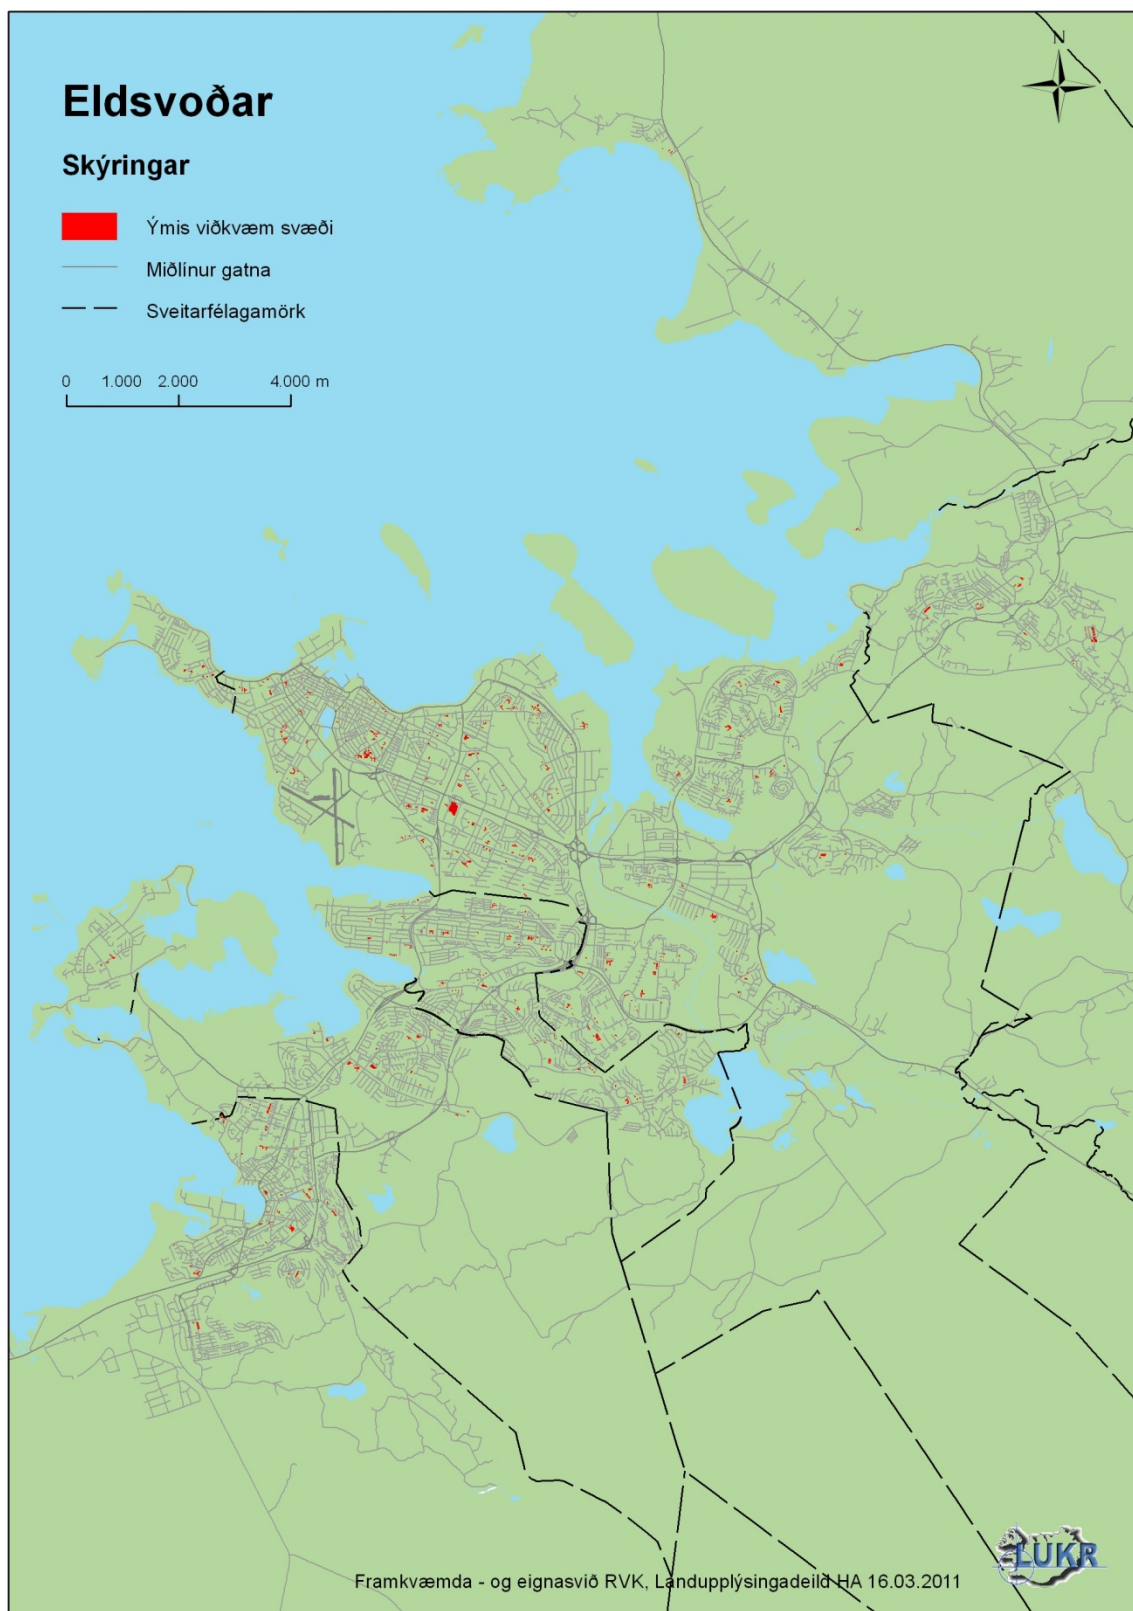 N
Eldsvoðar
Skýringar
Ýmis viðkvæm svæði
Miðlínur gatna
Sveitarfélagamörk
0 1.000 2.000 4.000 m
LUKR
Framkvæmda - og eignasvið RVK, Landupplýsingadeild HA 16.03.2011